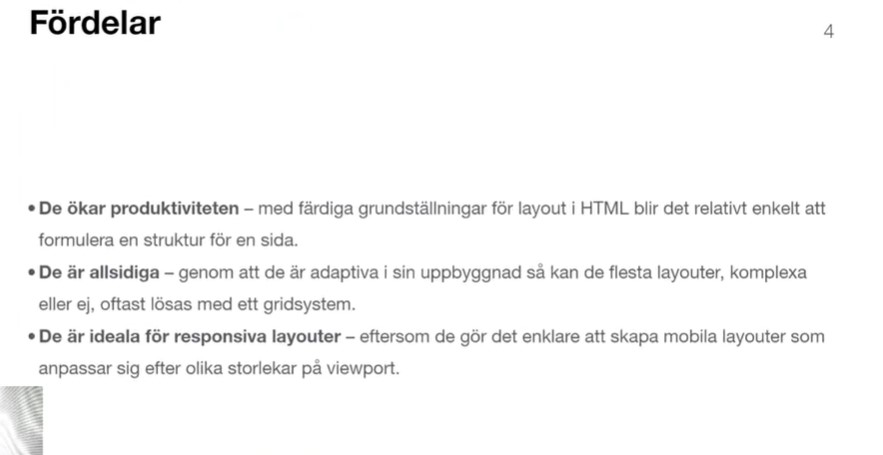 Fördelar
4
• De ökar produktiviteten – med färdiga grundställningar för layout i HTML blir det relativt enkelt att
formulera en struktur för en sida.
• De är allsidiga – genom att de är adaptiva i sin uppbyggnad så kan de flesta layouter, komplexa
eller ej, oftast lösas med ett gridsystem.
• De är ideala för responsiva layouter – eftersom de gör det enklare att skapa mobila layouter som
anpassar sig efter olika storlekar på viewport.